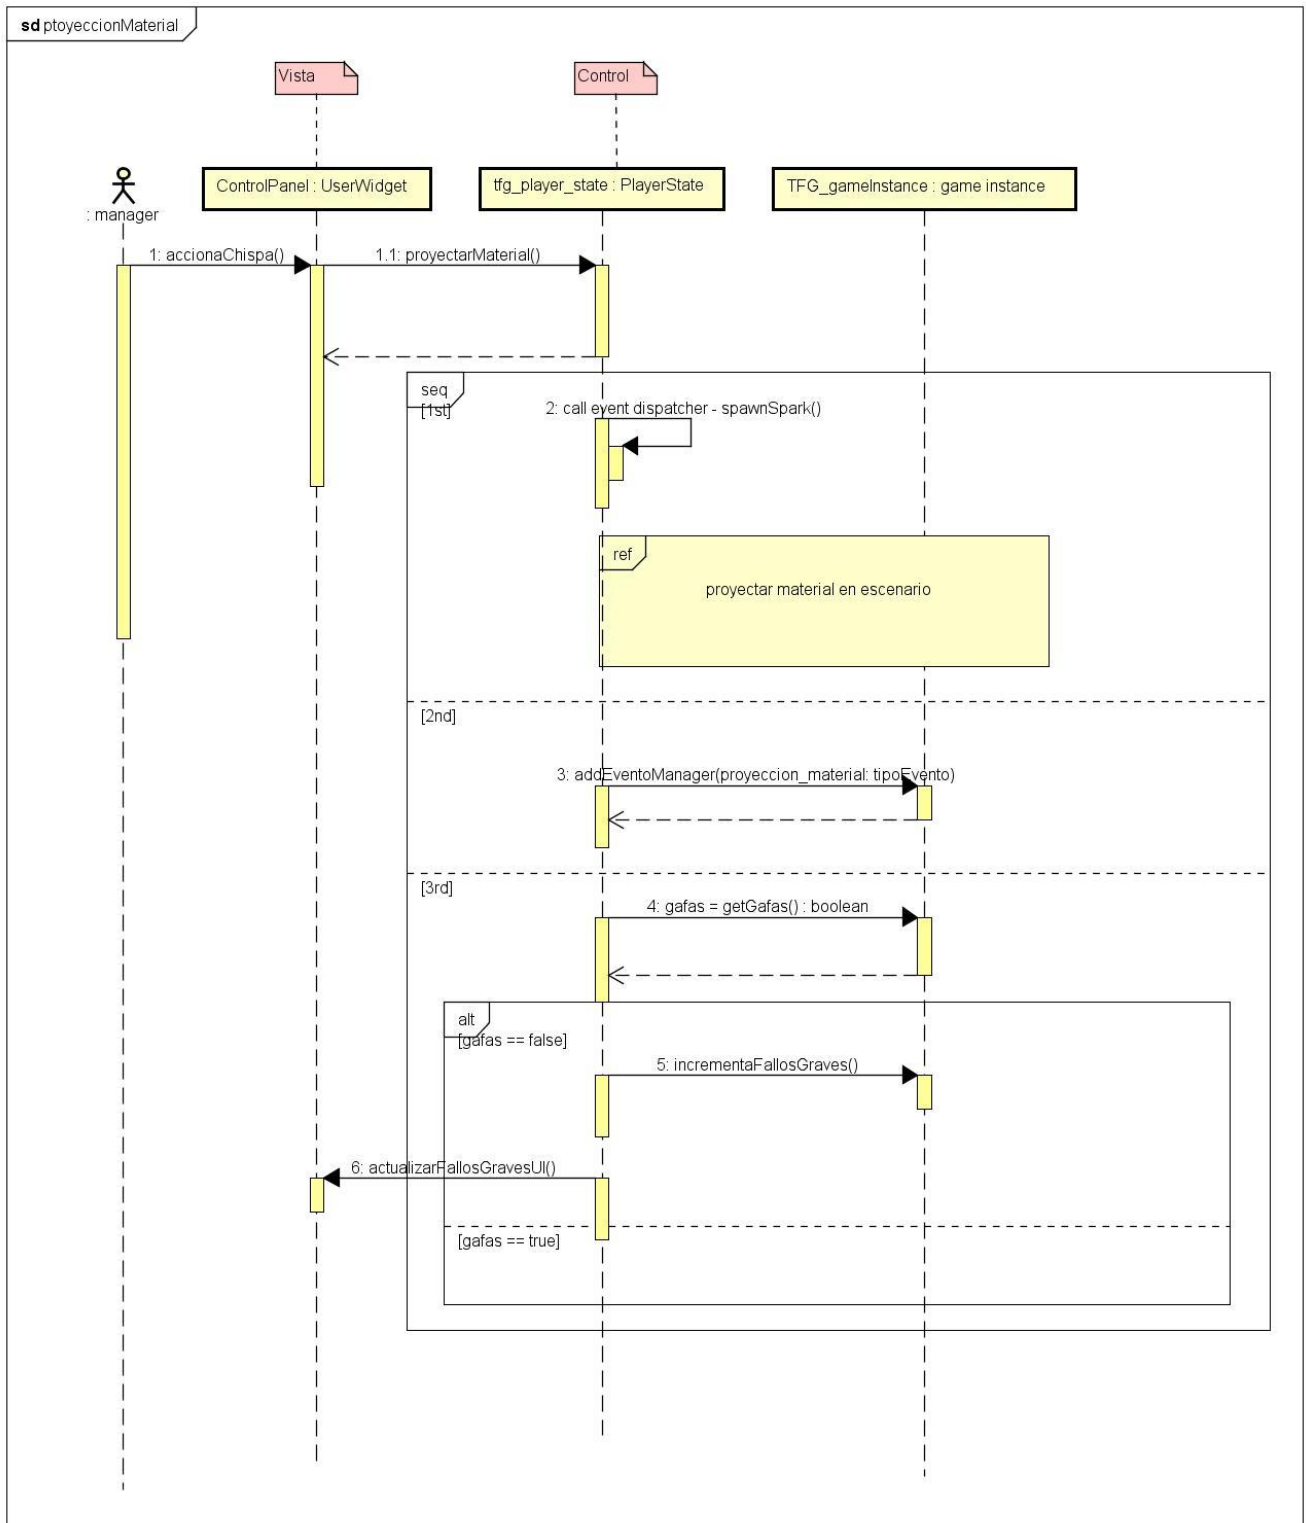 sd ptoyeccionMaterial
Vista
Control
: manager
ControlPanel : UserWidget
tfg_player_state : PlayerState
TFG_gameInstance : game instance
1: accionaChispa()
1.1: proyectarMaterial()
seq
[1st]
2: call event dispatcher - spawnSpark()
ref
proyectar material en escenario
[2nd]
3: addEventoManager(proyeccion_material: tipoEvento)
[3rd]
4: gafas = getGafas() : boolean
alt
[gafas == false]
5: incrementaFallosGraves()
6: actualizarFallosGravesUI()
[gafas == true]